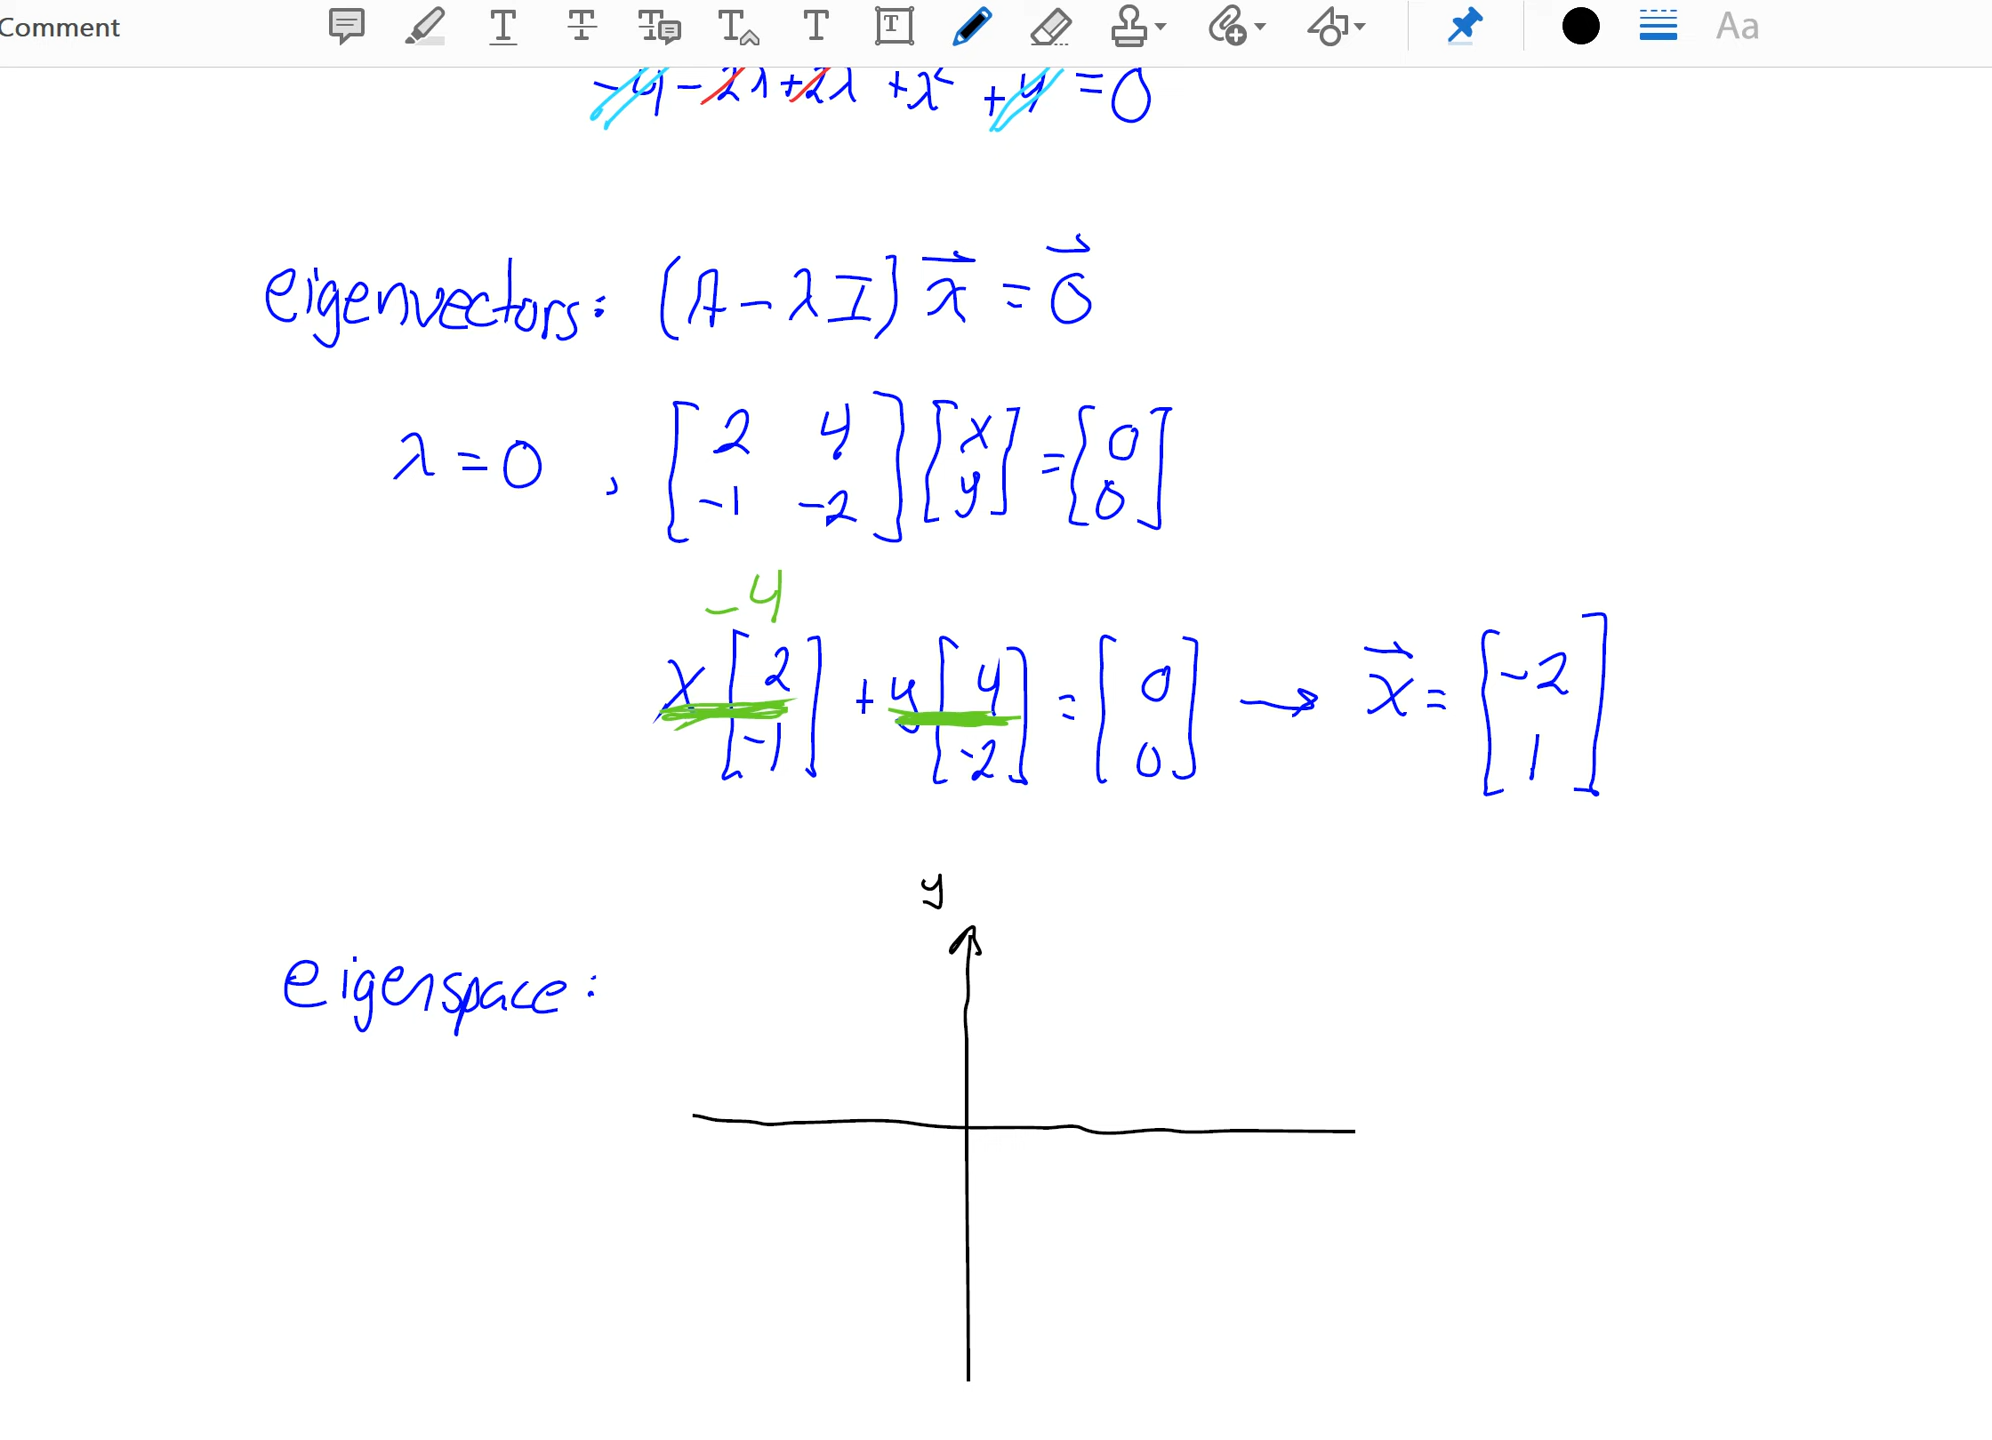 Comment Aa
-4 - 2λ + 2λ + λ² + 4 = 0
eigenvectors: (A - λI) x⃗ = 0⃗
λ = 0 , [2 4; -1 -2] [x; y] = [0; 0]
-4
x [2; -1] + y [4; -2] = [0; 0] → x⃗ = [-2; 1]
y
eigenspace: